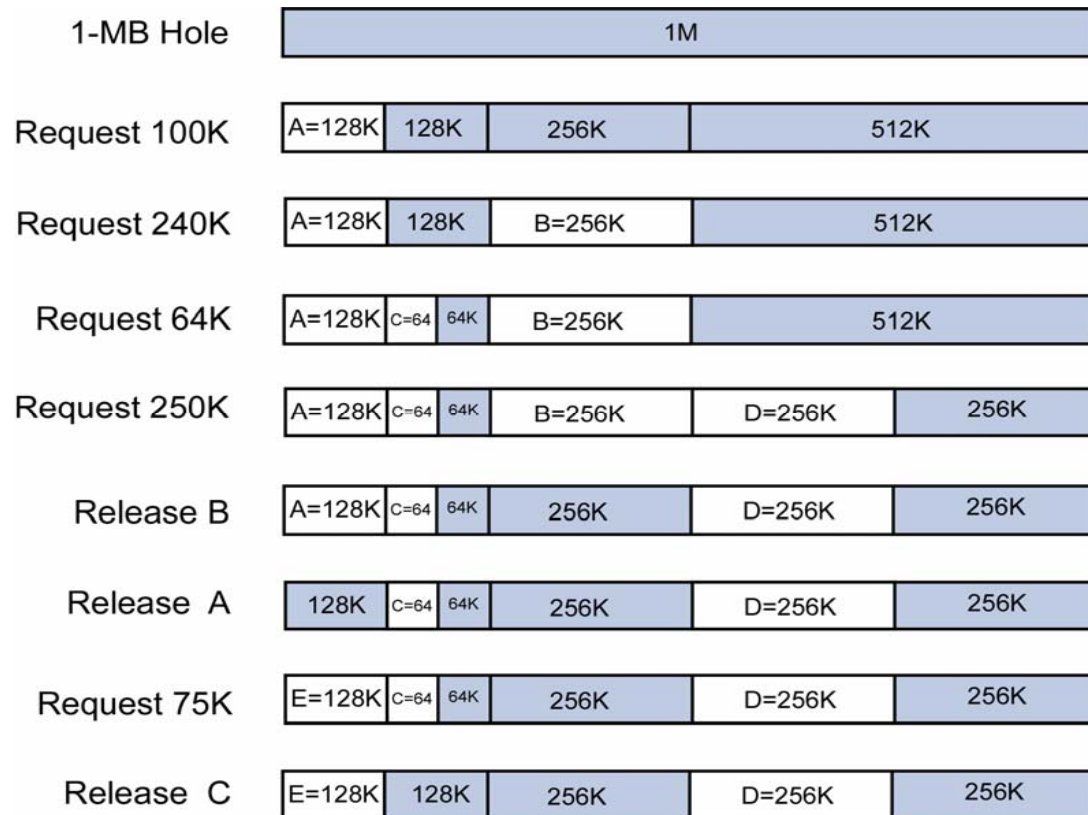 1-MB Hole 1M
Request 100K A=128K 128K 256K 512K
Request 240K A=128K 128K B=256K 512K
Request 64K A=128K C=64 64K B=256K 512K
Request 250K A=128K C=64 64K B=256K D=256K 256K
Release B A=128K C=64 64K 256K D=256K 256K
Release A 128K C=64 64K 256K D=256K 256K
Request 75K E=128K C=64 64K 256K D=256K 256K
Release C E=128K 128K 256K D=256K 256K